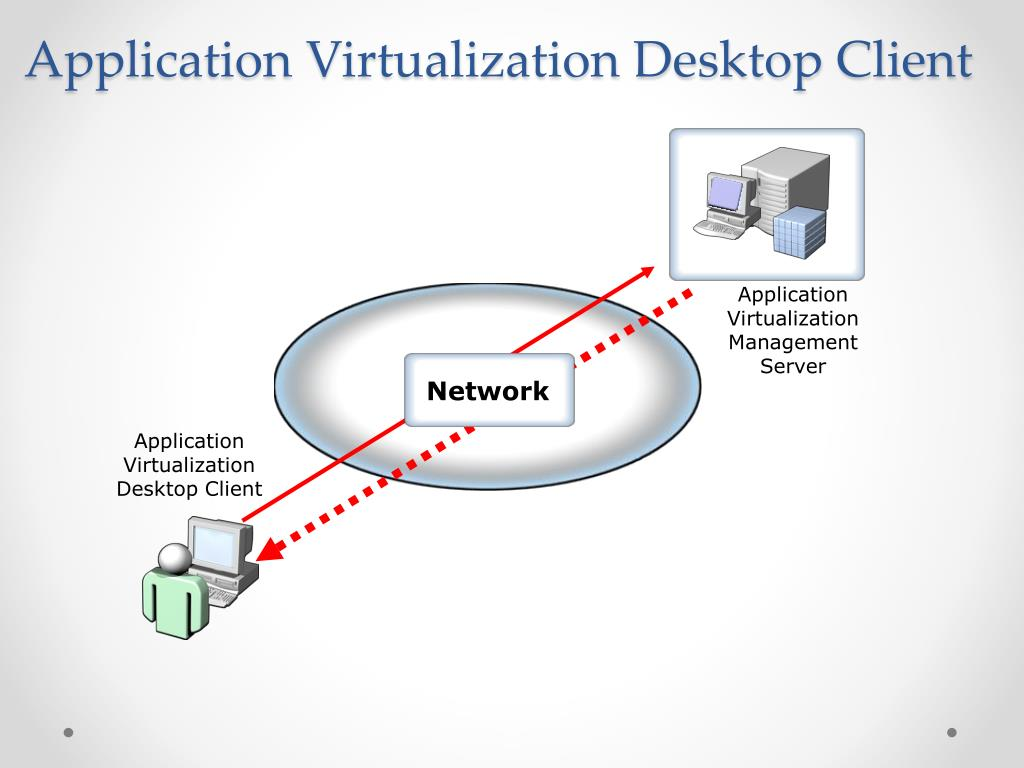 Application Virtualization Desktop Client
Application
Virtualization
Management
Server
Network
Application
Virtualization
Desktop Client